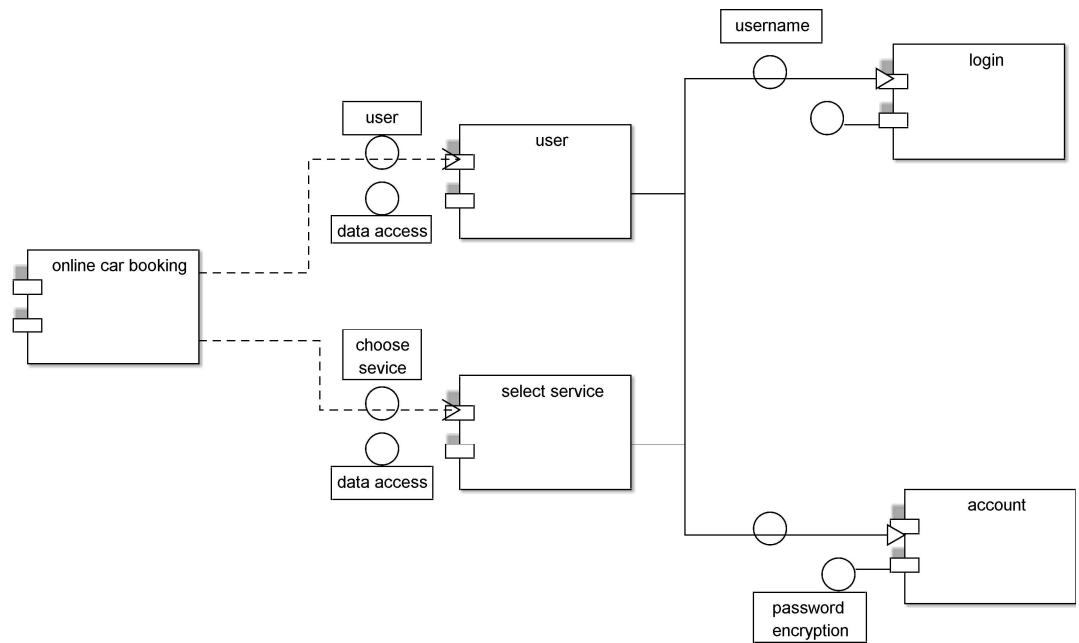 username
login
user
user
data access
online car booking
choose
sevice
select service
data access
account
password
encryption